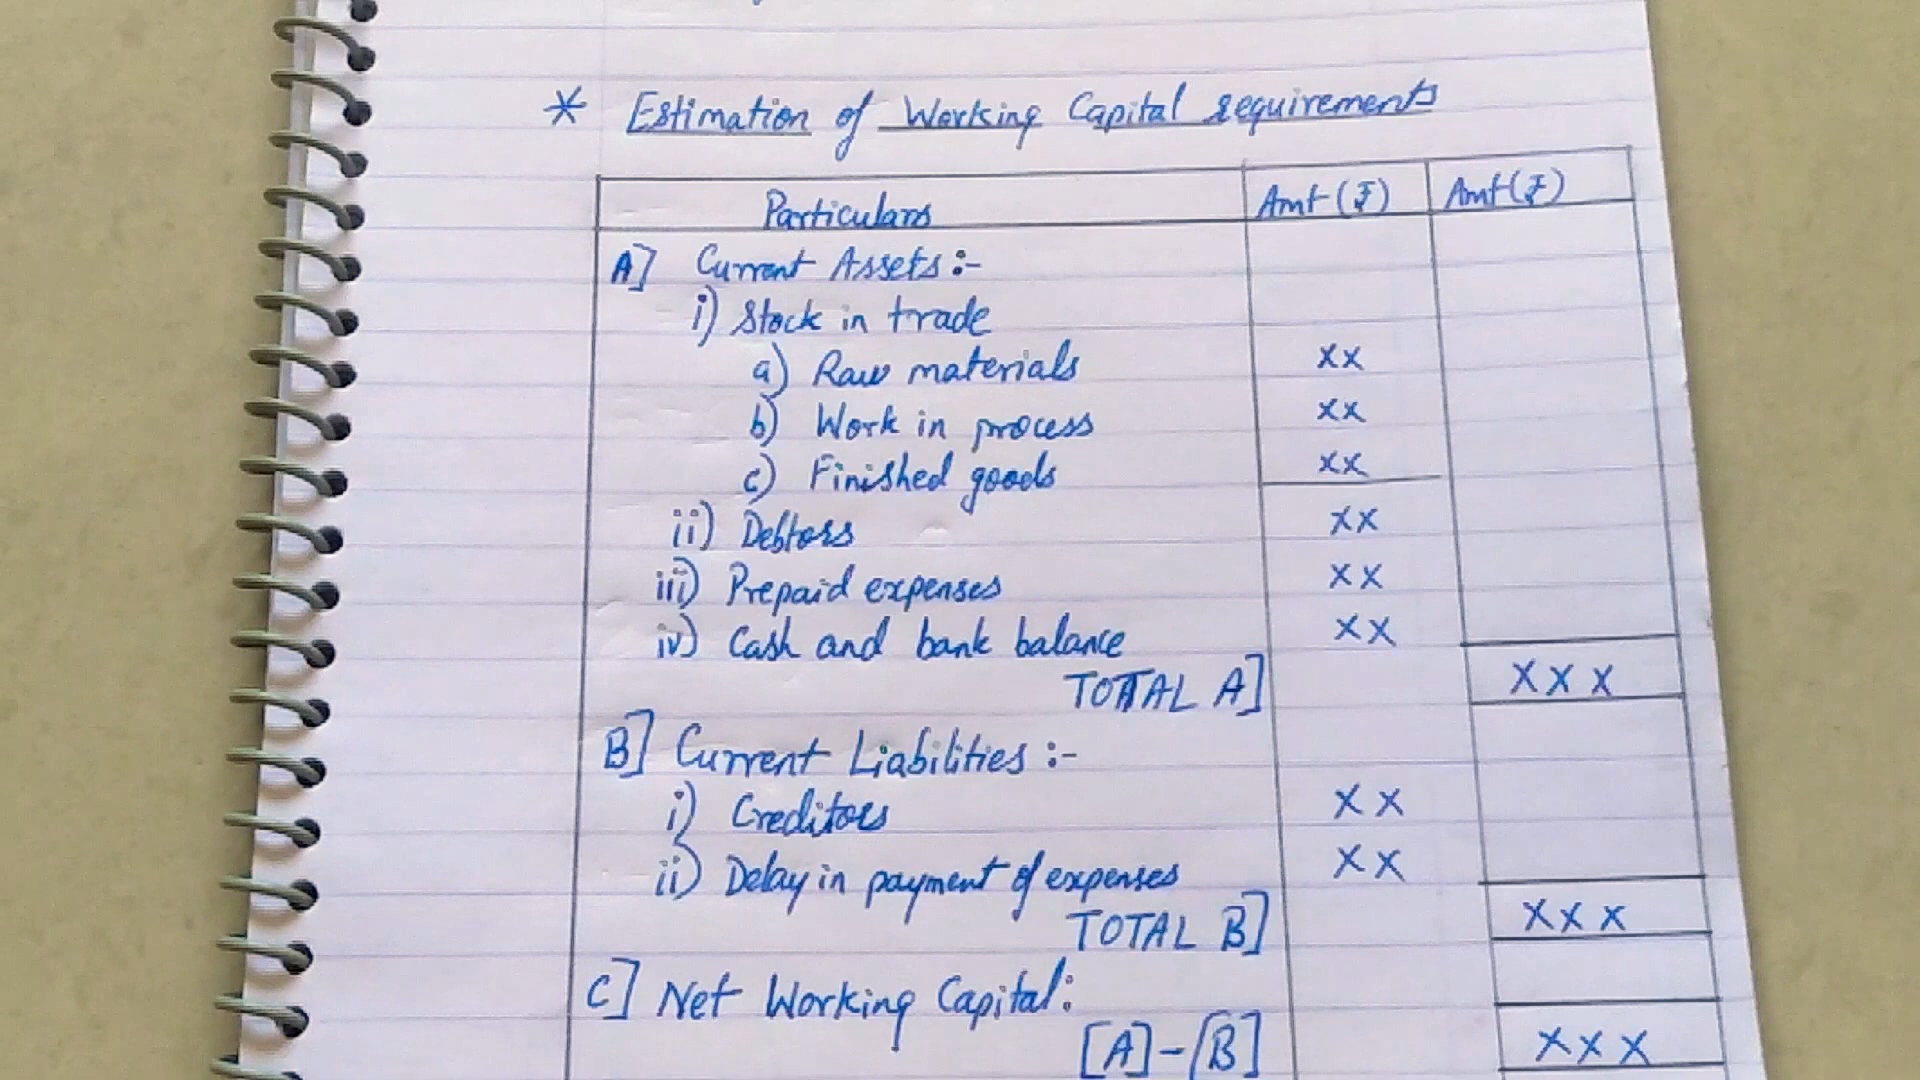 * Estimation of Working Capital requirements
Particulars Amt (₹) Amt (₹)
A] Current Assets :-
i) Stock in trade
a) Raw materials XX
b) Work in process XX
c) Finished goods XX
ii) Debtors XX
iii) Prepaid expenses XX
iv) Cash and bank balance XX
TOTAL A] XXX
B] Current Liabilities :-
i) Creditors XX
ii) Delay in payment of expenses XX
TOTAL B] XXX
C] Net Working Capital:
[A]-[B] XXX